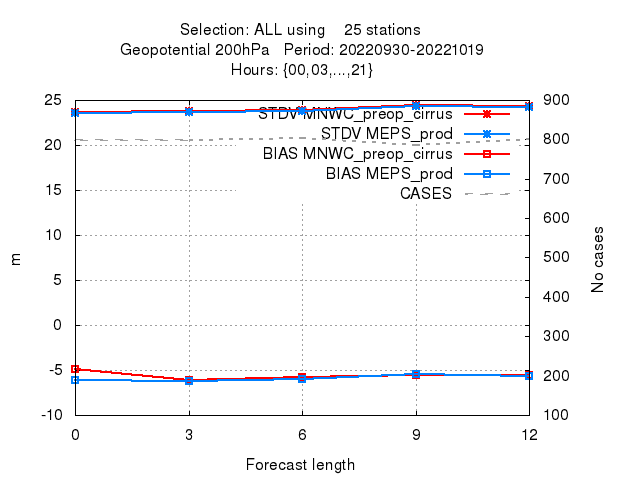 Selection: ALL using    25 stations
Geopotential 200hPa   Period: 20220930-20221019
Hours: {00,03,...,21}
25
20
15
10
5
0
-5
-10
m
STDV MNWC_preop_cirrus
STDV MEPS_prod
BIAS MNWC_preop_cirrus
BIAS MEPS_prod
CASES
900
800
700
600
500
400
300
200
100
No cases
0 3 6 9 12
Forecast length